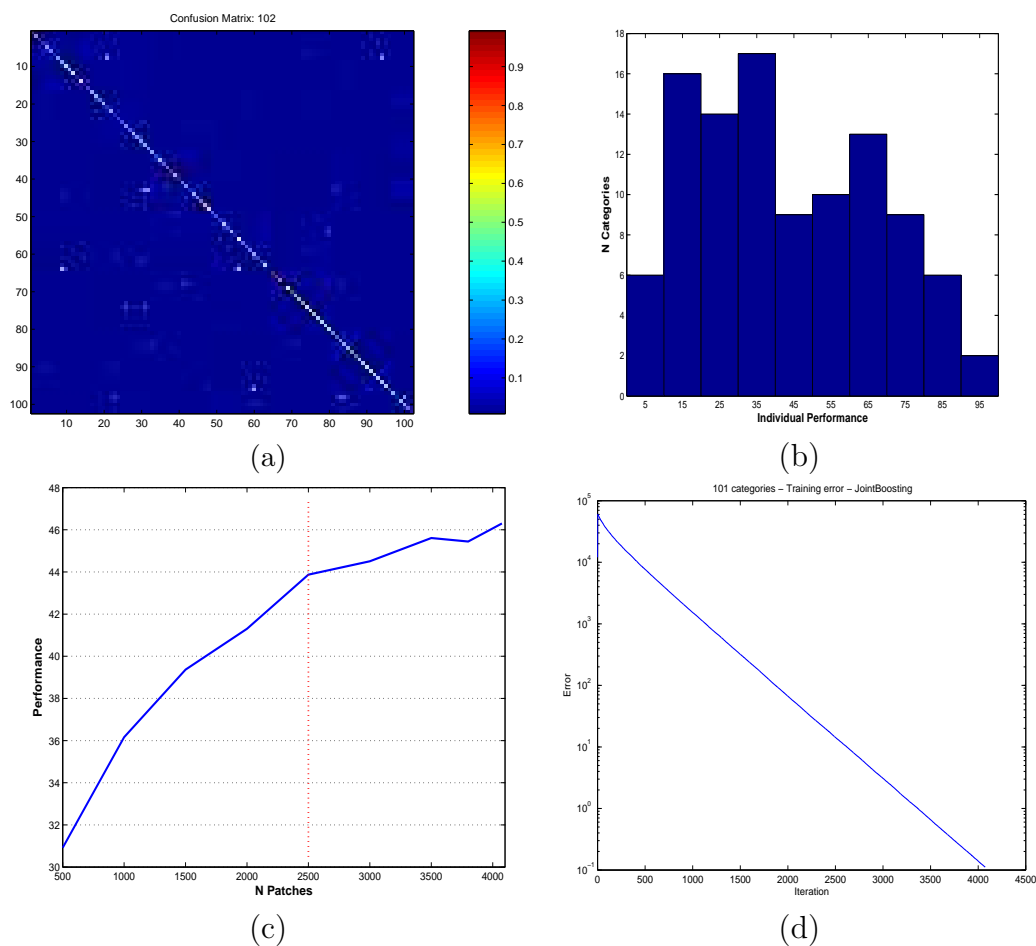 Confusion Matrix: 102
10
20
30
40
50
60
70
80
90
100
10 20 30 40 50 60 70 80 90 100
0.9
0.8
0.7
0.6
0.5
0.4
0.3
0.2
0.1
(a)
18
16
14
12
10
8
6
4
2
0
N Categories
5 15 25 35 45 55 65 75 85 95
Individual Performance
(b)
48
46
44
42
40
38
36
34
32
30
Performance
500 1000 1500 2000 2500 3000 3500 4000
N Patches
(c)
101 categories – Training error – JointBoosting
10^5
10^4
10^3
10^2
10^1
10^0
10^−1
Error
0 500 1000 1500 2000 2500 3000 3500 4000 4500
Iteration
(d)